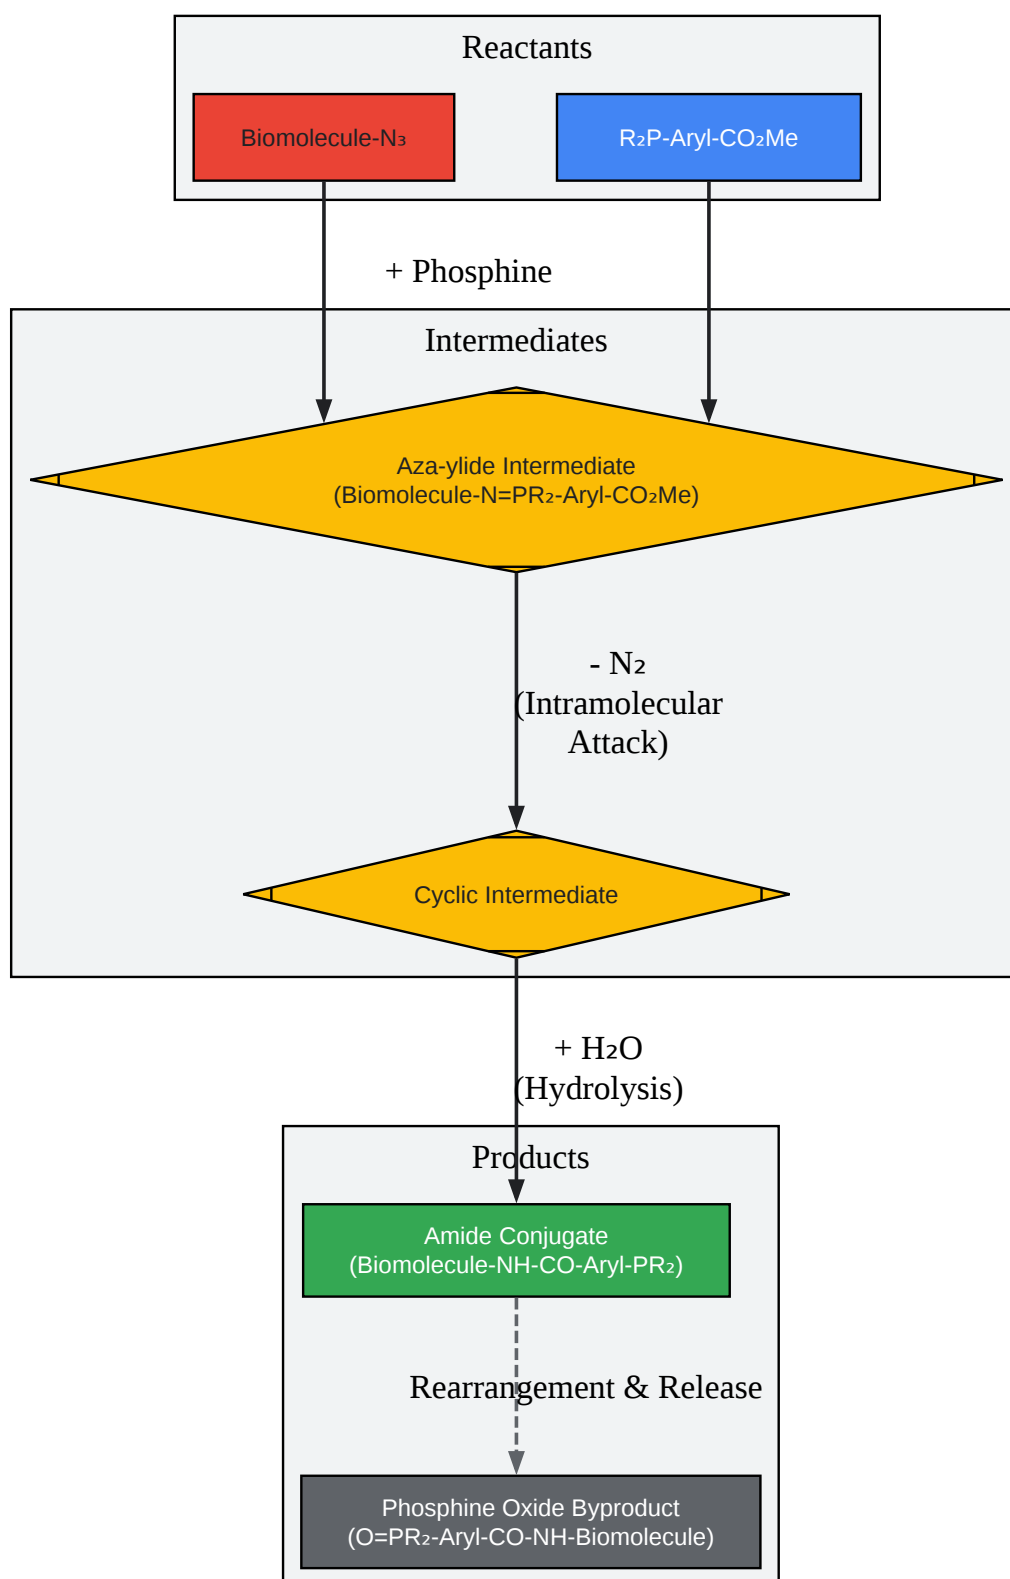 Reactants
Biomolecule-N₃
R₂P-Aryl-CO₂Me
+ Phosphine
Intermediates
Aza-ylide Intermediate
(Biomolecule-N=PR₂-Aryl-CO₂Me)
- N₂
(Intramolecular
Attack)
Cyclic Intermediate
+ H₂O
(Hydrolysis)
Products
Amide Conjugate
(Biomolecule-NH-CO-Aryl-PR₂)
Rearrangement & Release
Phosphine Oxide Byproduct
(O=PR₂-Aryl-CO-NH-Biomolecule)